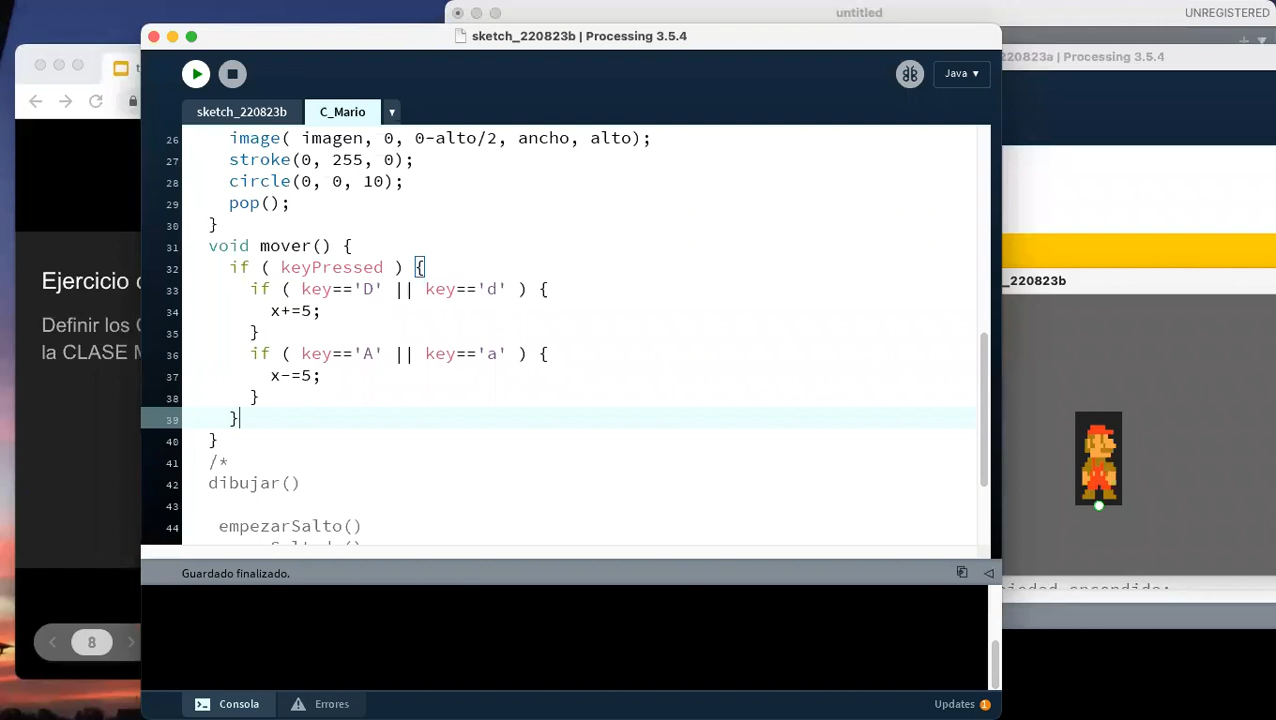 untitled
UNREGISTERED
sketch_220823b | Processing 3.5.4
220823a | Processing 3.5.4
Java ▾
sketch_220823b
C_Mario
26 image( imagen, 0, 0-alto/2, ancho, alto);
27 stroke(0, 255, 0);
28 circle(0, 0, 10);
29 pop();
30 }
31 void mover() {
32 if ( keyPressed ) {
33 if ( key=='D' || key=='d' ) {
34 x+=5;
35 }
36 if ( key=='A' || key=='a' ) {
37 x-=5;
38 }
39 }
40 }
41 /*
42 dibujar()
43
44 empezarSalto()
Ejercicio
Definir los
la CLASE
_220823b
encendida:
8
Guardado finalizado.
Consola
Errores
Updates 1